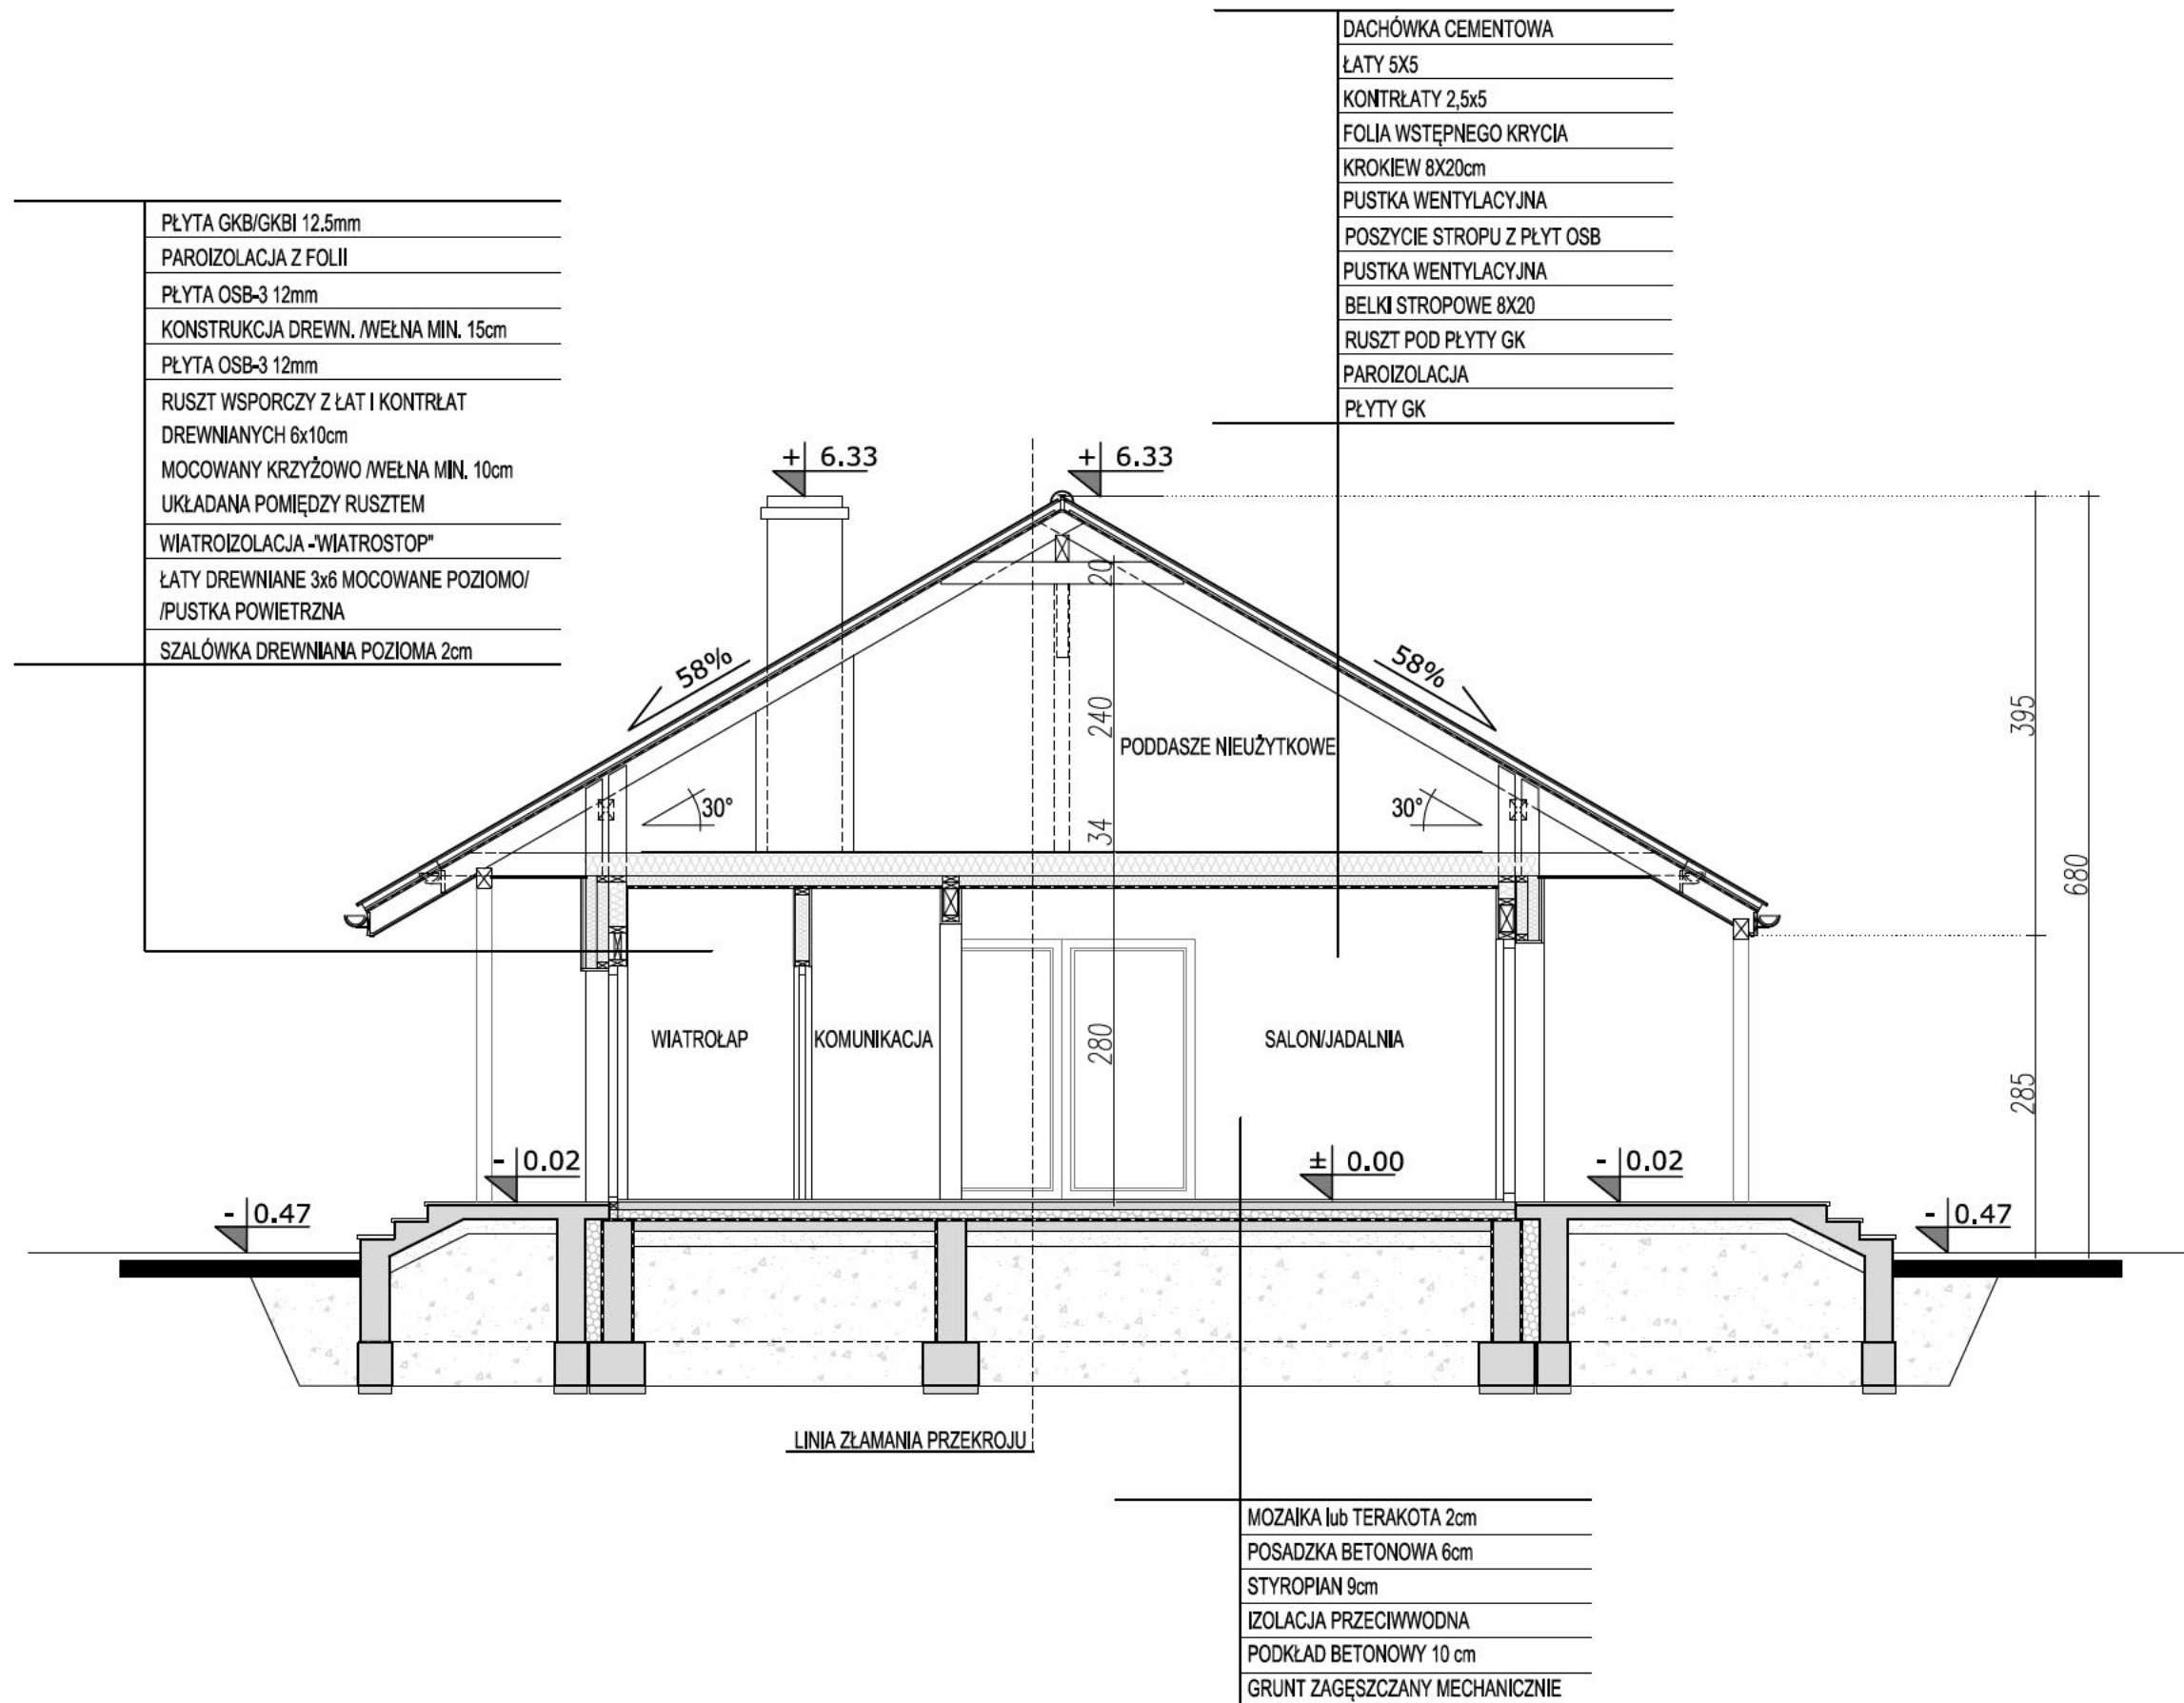 DACHÓWKA CEMENTOWA
ŁATY 5X5
KONTRŁATY 2,5x5
FOLIA WSTĘPNEGO KRYCIA
KROKIEW 8X20cm
PUSTKA WENTYLACYJNA
POSZYCIE STROPU Z PŁYT OSB
PUSTKA WENTYLACYJNA
BELKI STROPOWE 8X20
RUSZT POD PŁYTY GK
PAROIZOLACJA
PŁYTY GK
PŁYTA GKB/GKBI 12.5mm
PAROIZOLACJA Z FOLII
PŁYTA OSB-3 12mm
KONSTRUKCJA DREWN. /WEŁNA MIN. 15cm
PŁYTA OSB-3 12mm
RUSZT WSPORCZY Z ŁAT I KONTRŁAT
DREWNIANYCH 6x10cm
MOCOWANY KRZYŻOWO /WEŁNA MIN. 10cm
UKŁADANA POMIĘDZY RUSZTEM
WIATROIZOLACJA -"WIATROSTOP"
ŁATY DREWNIANE 3x6 MOCOWANE POZIOMO/
/PUSTKA POWIETRZNA
SZALÓWKA DREWNIANA POZIOMA 2cm
+ 6.33
+ 6.33
20
58%
58%
240
395
PODDASZE NIEUŻYTKOWE
30°
30°
34
680
280
WIATROŁAP
KOMUNIKACJA
SALON/JADALNIA
285
- 0.02
± 0.00
- 0.02
- 0.47
- 0.47
LINIA ZŁAMANIA PRZEKROJU
MOZAIKA lub TERAKOTA 2cm
POSADZKA BETONOWA 6cm
STYROPIAN 9cm
IZOLACJA PRZECIWWODNA
PODKŁAD BETONOWY 10 cm
GRUNT ZAGĘSZCZANY MECHANICZNIE